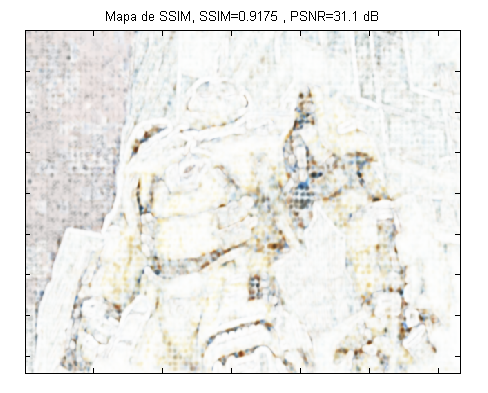 Mapa de SSIM, SSIM=0.9175 , PSNR=31.1 dB